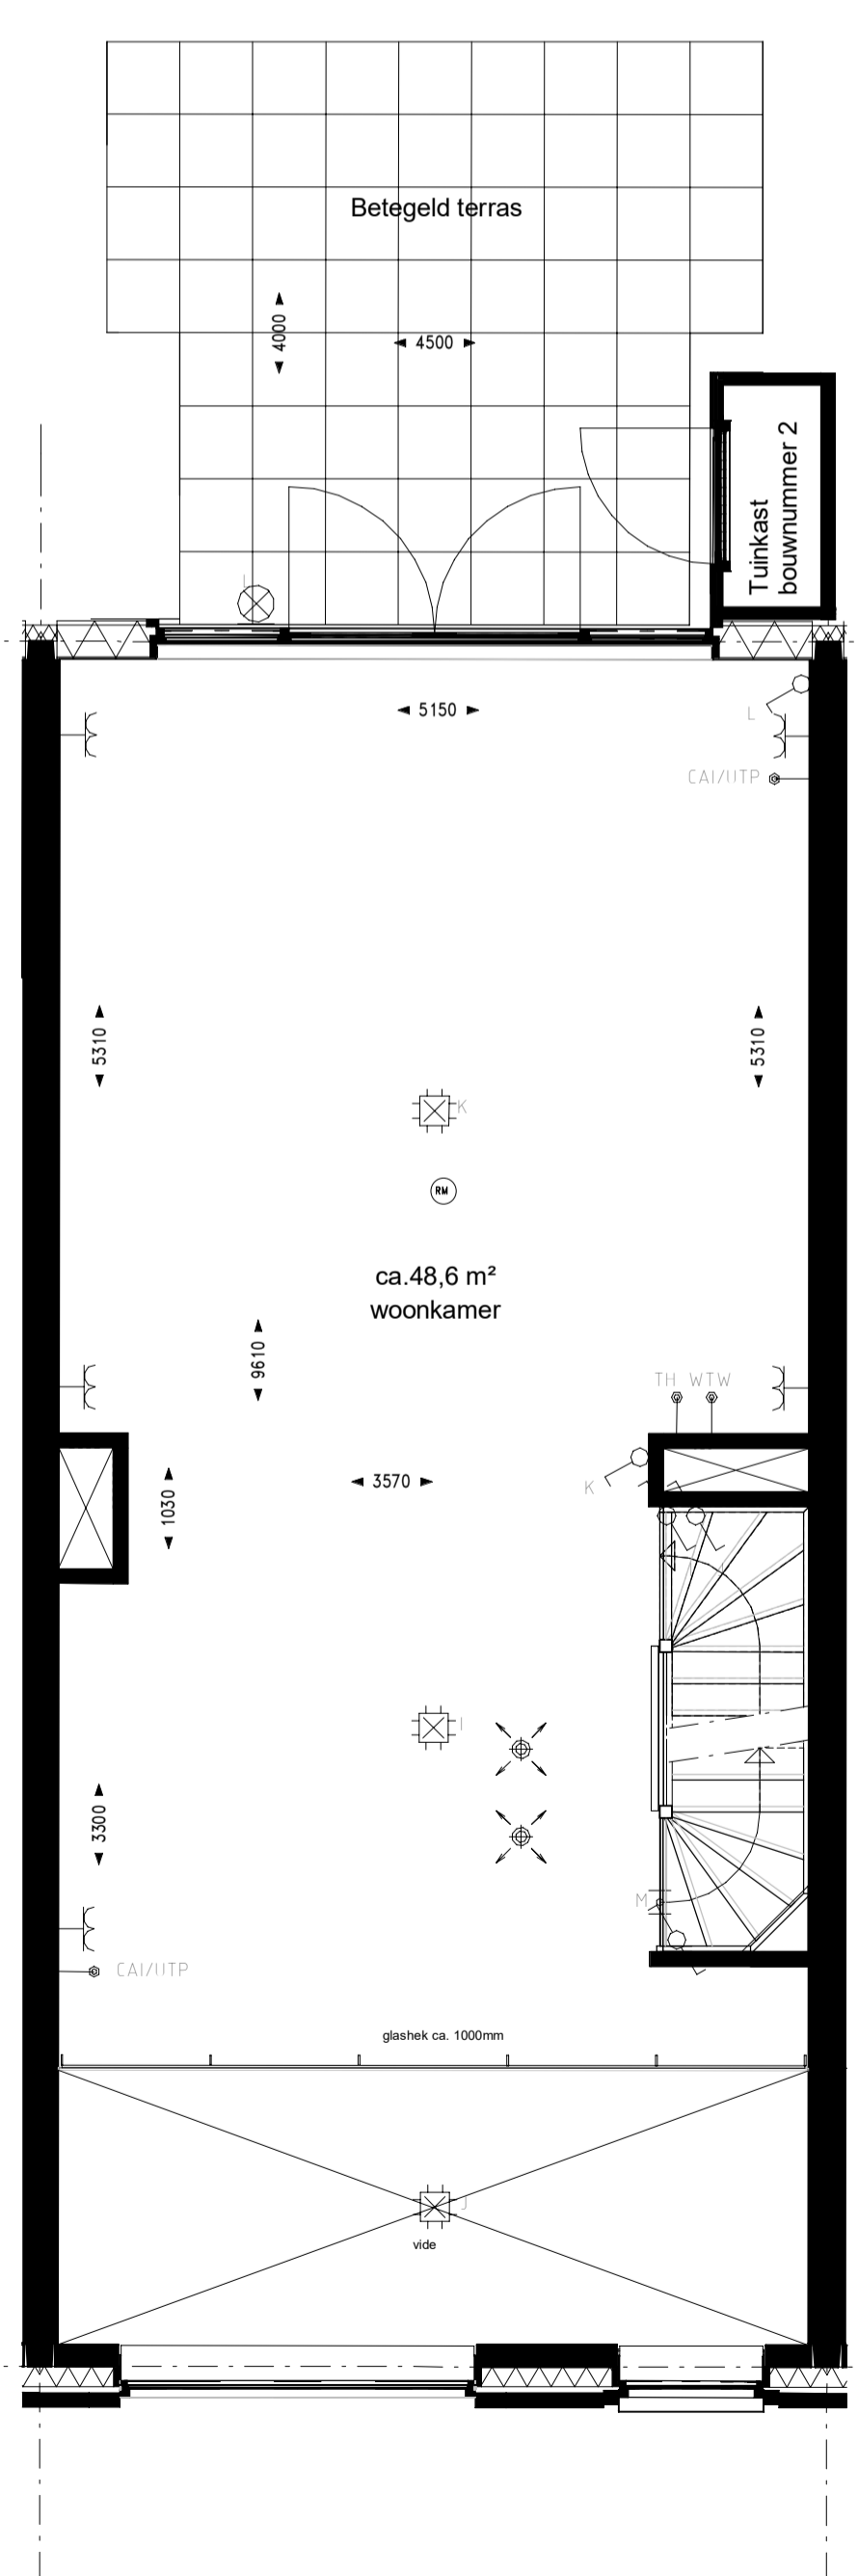 Betegeld terras
4000
4500
Tuinkast
bouwnummer 2
L
5150
L
CAI/UTP
5310
5310
K
RM
ca.48,6 m²
woonkamer
9610
TH WTW
K
3570
1030
I
3300
M
CAI/UTP
glashek ca. 1000mm
J
vide